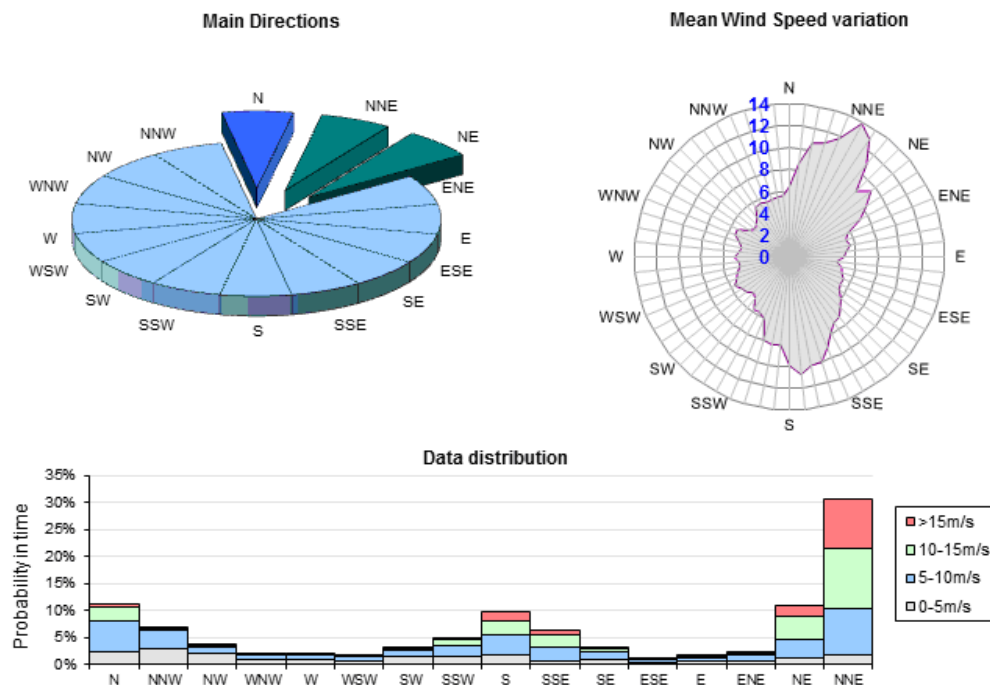 Main Directions
N
NNE
NE
ENE
E
ESE
SE
SSE
S
SSW
SW
WSW
W
WNW
NW
NNW
Mean Wind Speed variation
N
NNE
NE
ENE
E
ESE
SE
SSE
S
SSW
SW
WSW
W
WNW
NW
NNW
14
12
10
8
6
4
2
0
Data distribution
Probability in time
35%
30%
25%
20%
15%
10%
5%
0%
N NNW NW WNW W WSW SW SSW S SSE SE ESE E ENE NE NNE
>15m/s
10-15m/s
5-10m/s
0-5m/s